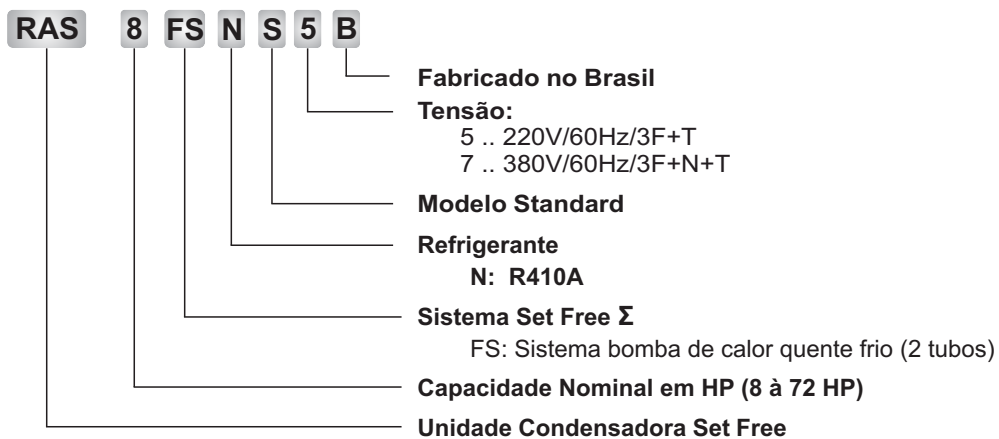 RAS 8 FS N S 5 B
Fabricado no Brasil
Tensão:
5 .. 220V/60Hz/3F+T
7 .. 380V/60Hz/3F+N+T
Modelo Standard
Refrigerante
N: R410A
Sistema Set Free Σ
FS: Sistema bomba de calor quente frio (2 tubos)
Capacidade Nominal em HP (8 à 72 HP)
Unidade Condensadora Set Free